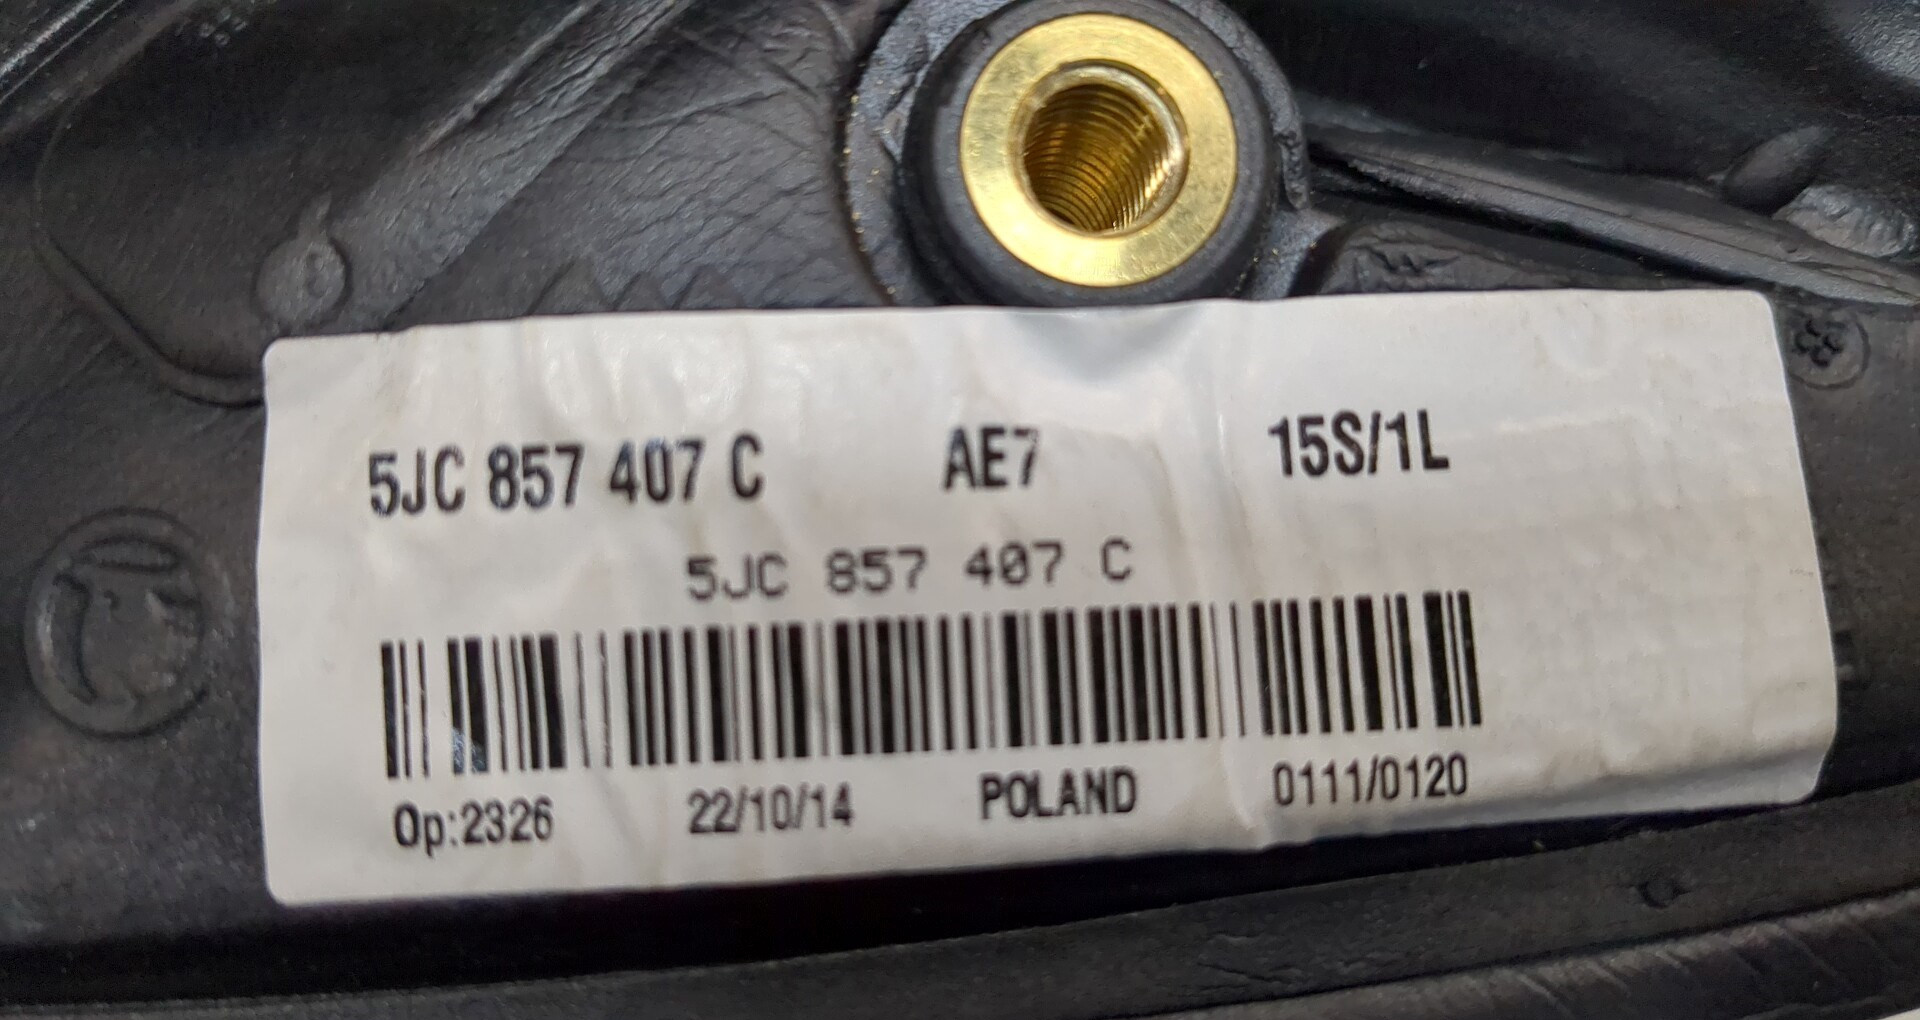 5JC 857 407 C AE7 15S/1L
5JC 857 407 C
Op:2326 22/10/14 POLAND 0111/0120